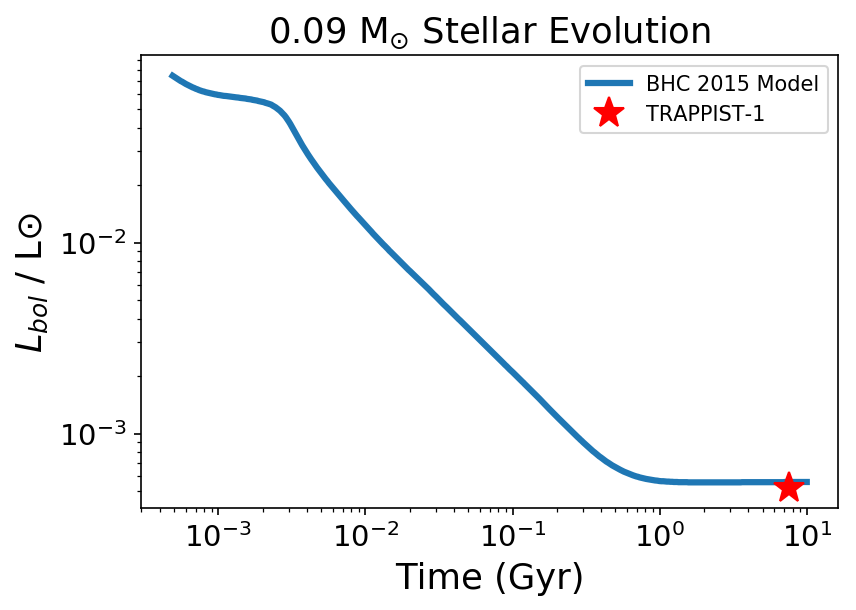 0.09 M⊙ Stellar Evolution
BHC 2015 Model
TRAPPIST-1
L_bol / L⊙
10⁻²
10⁻³
10⁻³ 10⁻² 10⁻¹ 10⁰ 10¹
Time (Gyr)